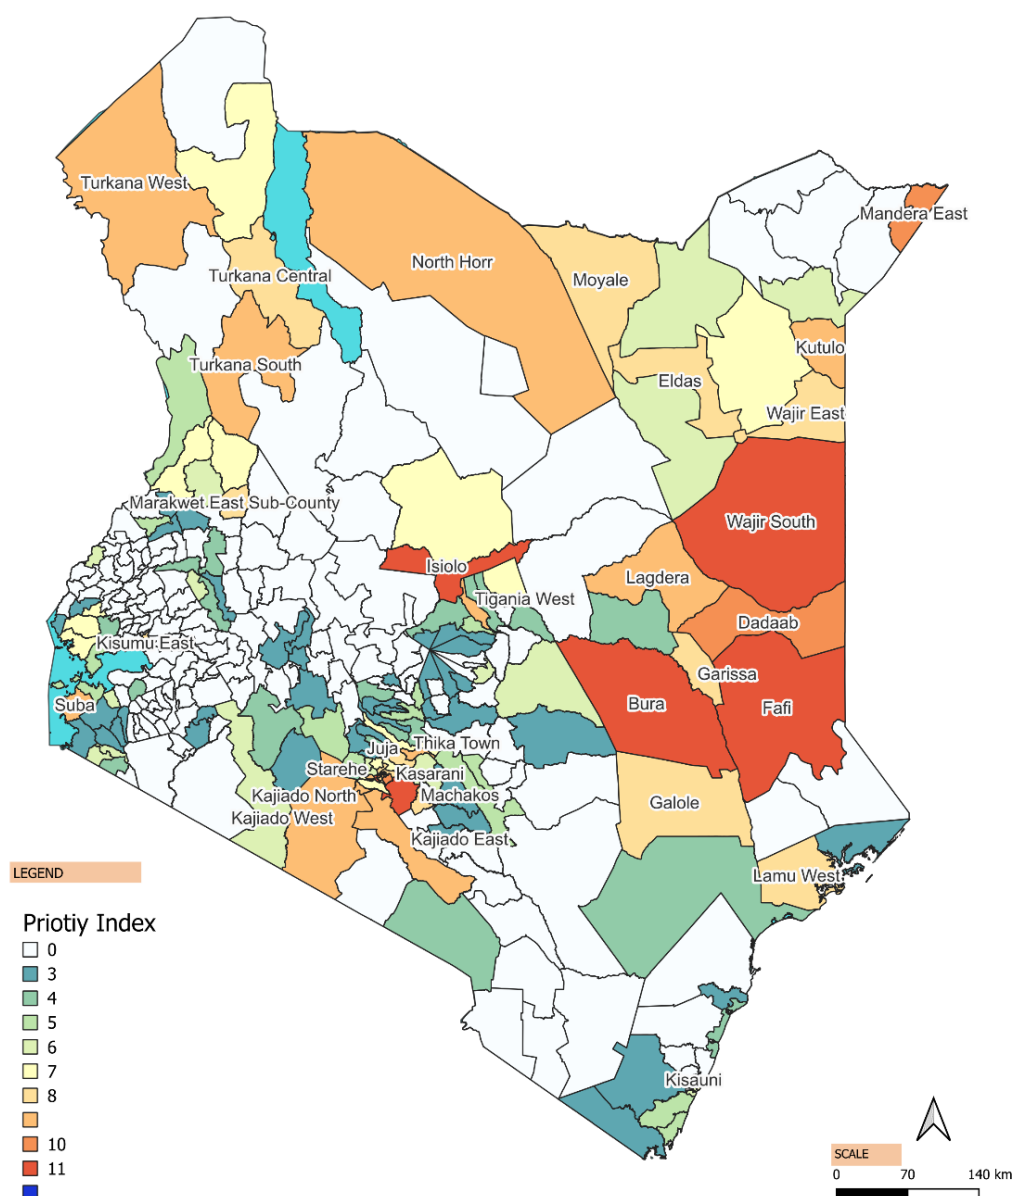 Turkana West
Mandera East
North Horr
Turkana Central
Moyale
Kutulo
Turkana South
Eldas
Wajir East
Marakwet East Sub-County
Wajir South
Isiolo
Lagdera
Tigania West
Dadaab
Kisumu East
Garissa
Suba
Bura
Fafi
Juja
Thika Town
Starehe
Kasarani
Kajiado North
Machakos
Galole
Kajiado West
Kajiado East
LEGEND
Lamu West
Priotiy Index
0
3
4
5
6
7
8
10
11
Kisauni
SCALE
0 70 140 km